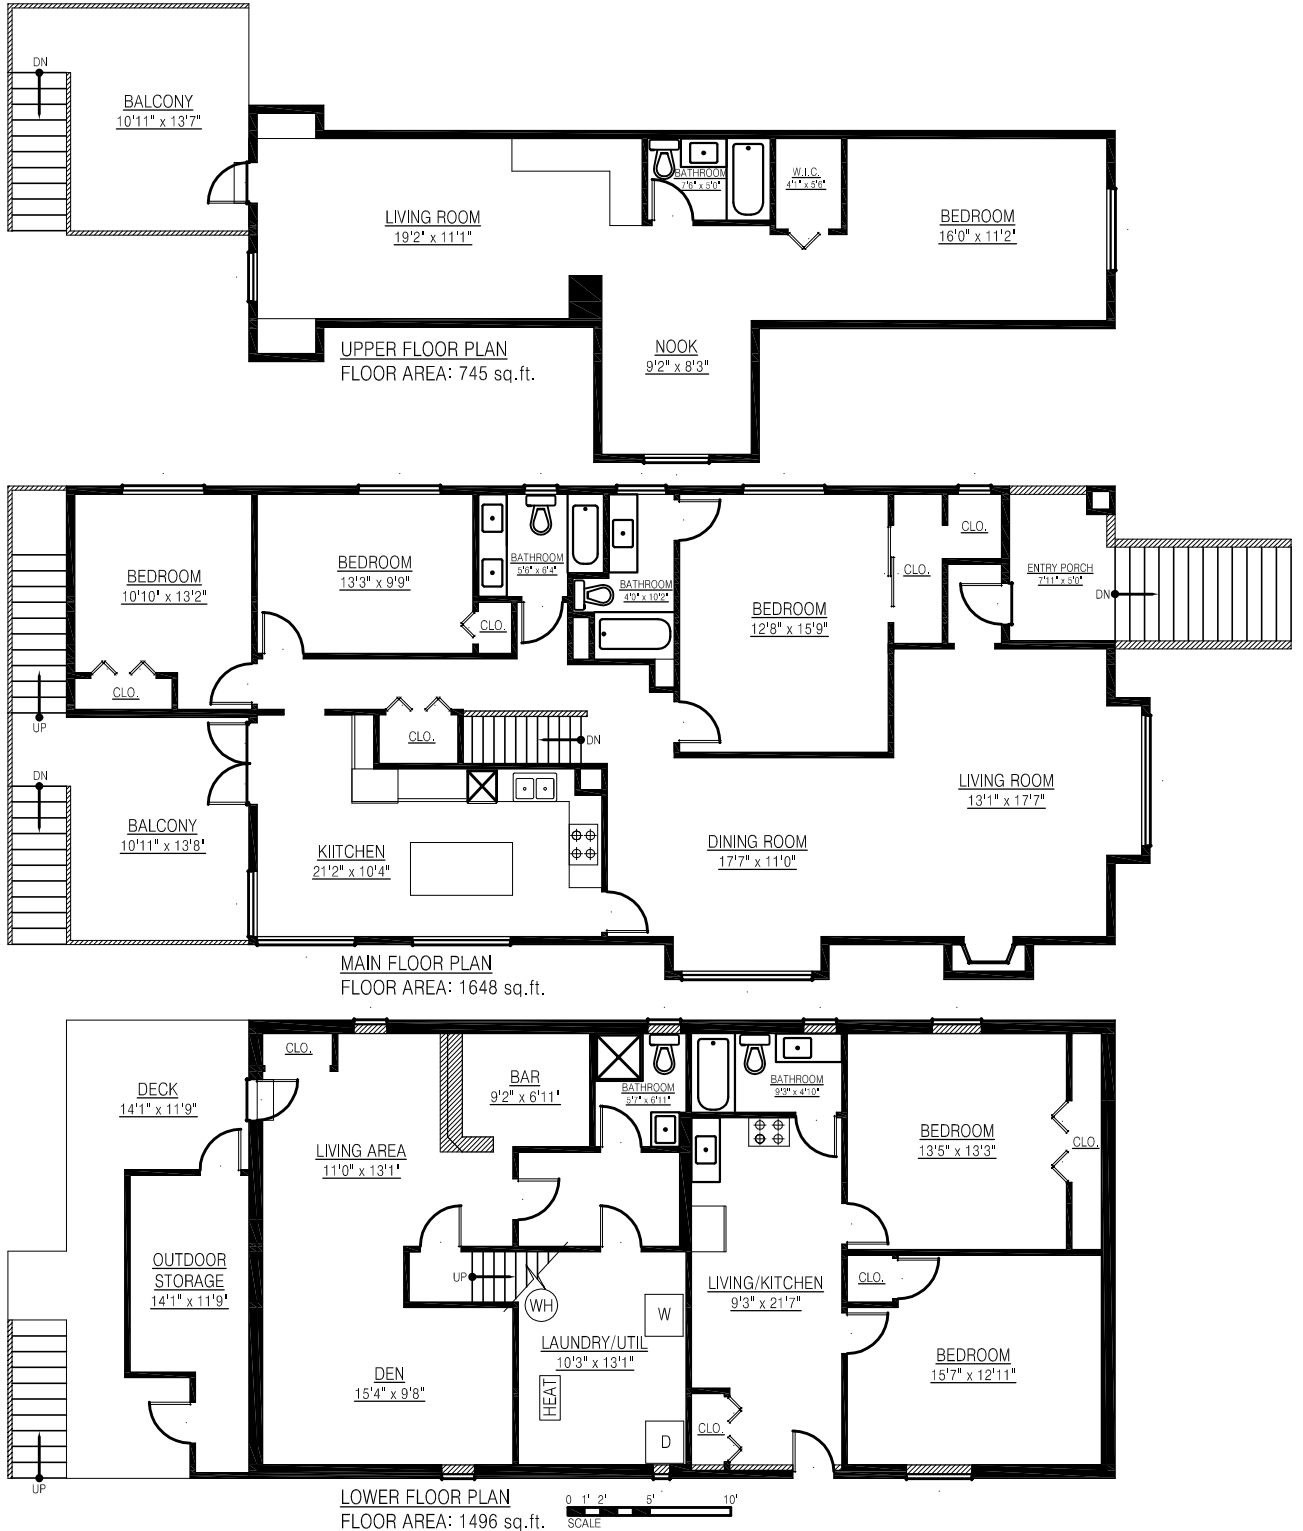 DN
BALCONY
10'11" x 13'7"
LIVING ROOM
19'2" x 11'1"
BATHROOM
7'6" x 5'0"
W.I.C.
4'1" x 5'6"
BEDROOM
16'0" x 11'2"
NOOK
9'2" x 8'3"
UPPER FLOOR PLAN
FLOOR AREA: 745 sq.ft.
BEDROOM
10'10" x 13'2"
CLO.
BEDROOM
13'3" x 9'9"
CLO.
BATHROOM
5'6" x 6'4"
BATHROOM
4'9" x 10'2"
BEDROOM
12'8" x 15'9"
CLO.
CLO.
ENTRY PORCH
7'11" x 5'0"
DN
UP
DN
BALCONY
10'11" x 13'8"
CLO.
DN
KIITCHEN
21'2" x 10'4"
DINING ROOM
17'7" x 11'0"
LIVING ROOM
13'1" x 17'7"
MAIN FLOOR PLAN
FLOOR AREA: 1648 sq.ft.
CLO.
DECK
14'1" x 11'9"
BAR
9'2" x 6'11"
BATHROOM
5'7" x 6'11"
BATHROOM
9'3" x 4'10"
LIVING AREA
11'0" x 13'1"
BEDROOM
13'5" x 13'3"
CLO.
OUTDOOR
STORAGE
14'1" x 11'9"
UP
WH
W
LIVING/KITCHEN
9'3" x 21'7"
CLO.
LAUNDRY/UTIL
10'3" x 13'1"
DEN
15'4" x 9'8"
HEAT
D
CLO.
BEDROOM
15'7" x 12'11"
UP
LOWER FLOOR PLAN
FLOOR AREA: 1496 sq.ft.
0 1' 2' 5' 10'
SCALE